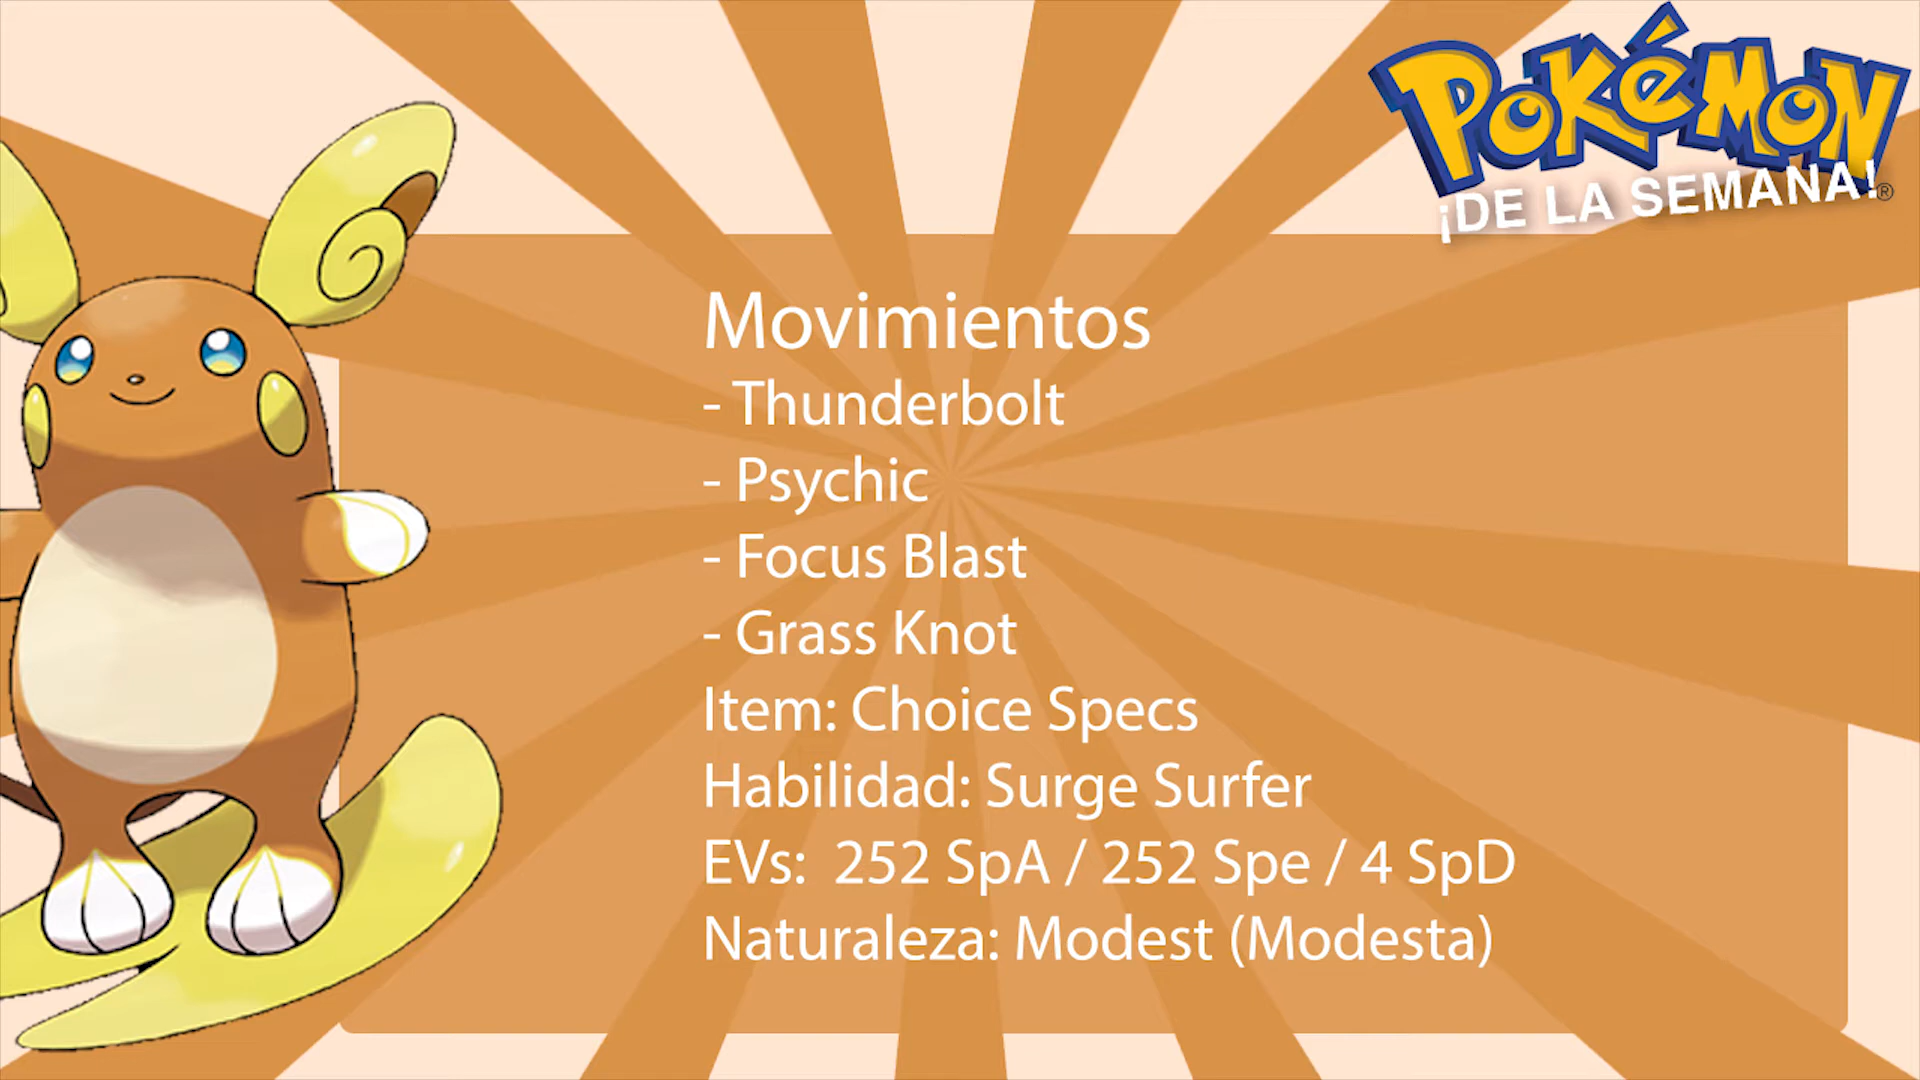 POKéMON
¡DE LA SEMANA!®
Movimientos
- Thunderbolt
- Psychic
- Focus Blast
- Grass Knot
Item: Choice Specs
Habilidad: Surge Surfer
EVs:  252 SpA / 252 Spe / 4 SpD
Naturaleza: Modest (Modesta)